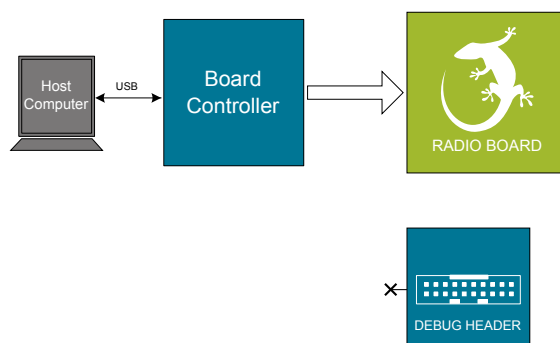 Host
Computer
USB
Board
Controller
RADIO BOARD
DEBUG HEADER